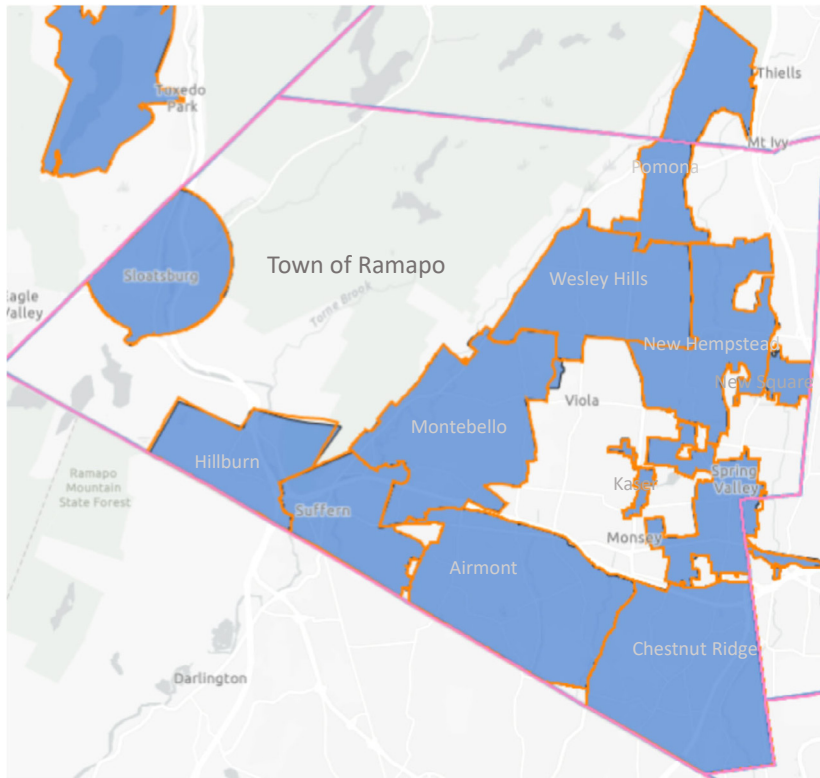 Thiells
Tuxedo
Park
Mt Ivy
Pomona
Town of Ramapo
Sloatsburg
Wesley Hills
Eagle
Valley
Torne Brook
New Hempstead
New Square
Viola
Montebello
Hillburn
Ramapo
Mountain
State Forest
Kaser
Spring
Valley
Suffern
Monsey
Airmont
Chestnut Ridge
Darlington